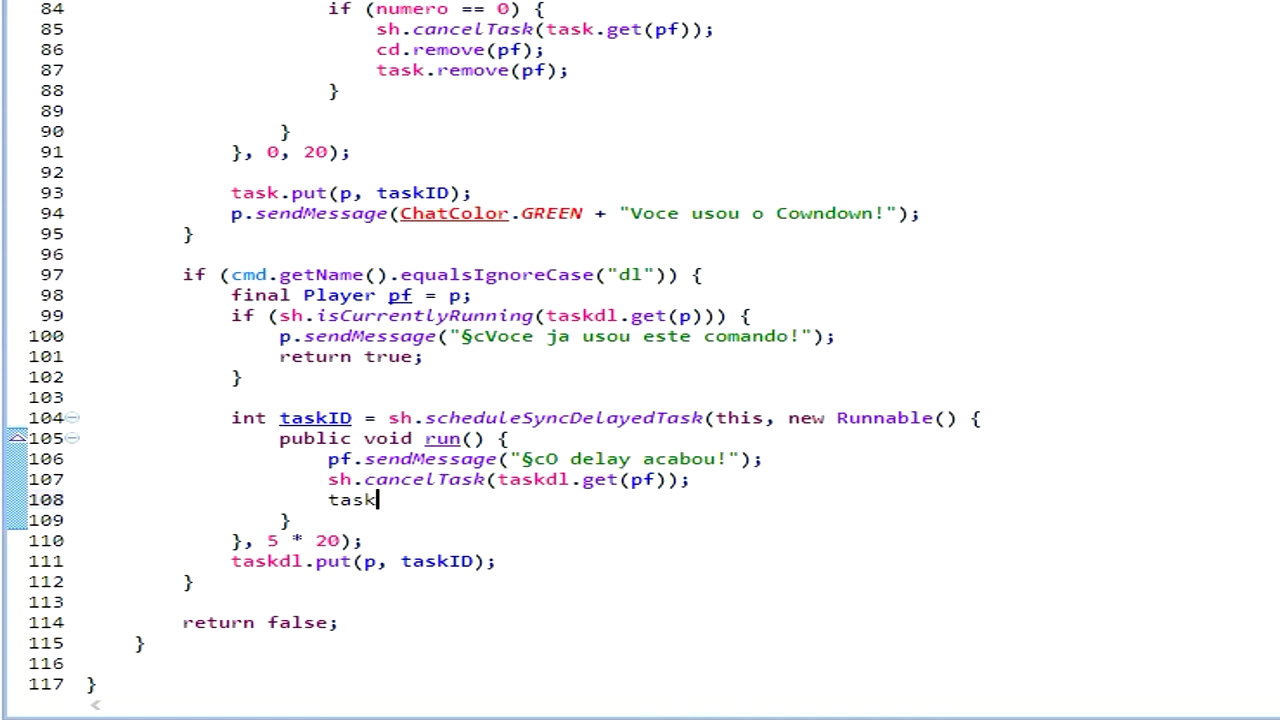 84 if (numero == 0) {
85 sh.cancelTask(task.get(pf));
86 cd.remove(pf);
87 task.remove(pf);
88 }
89
90 }
91 }, 0, 20);
92
93 task.put(p, taskID);
94 p.sendMessage(ChatColor.GREEN + "Voce usou o Cowndown!");
95 }
96
97 if (cmd.getName().equalsIgnoreCase("dl")) {
98 final Player pf = p;
99 if (sh.isCurrentlyRunning(taskdl.get(p))) {
100 p.sendMessage("§cVoce ja usou este comando!");
101 return true;
102 }
103
104 int taskID = sh.scheduleSyncDelayedTask(this, new Runnable() {
105 public void run() {
106 pf.sendMessage("§cO delay acabou!");
107 sh.cancelTask(taskdl.get(pf));
108 task
109 }
110 }, 5 * 20);
111 taskdl.put(p, taskID);
112 }
113
114 return false;
115 }
116
117 }